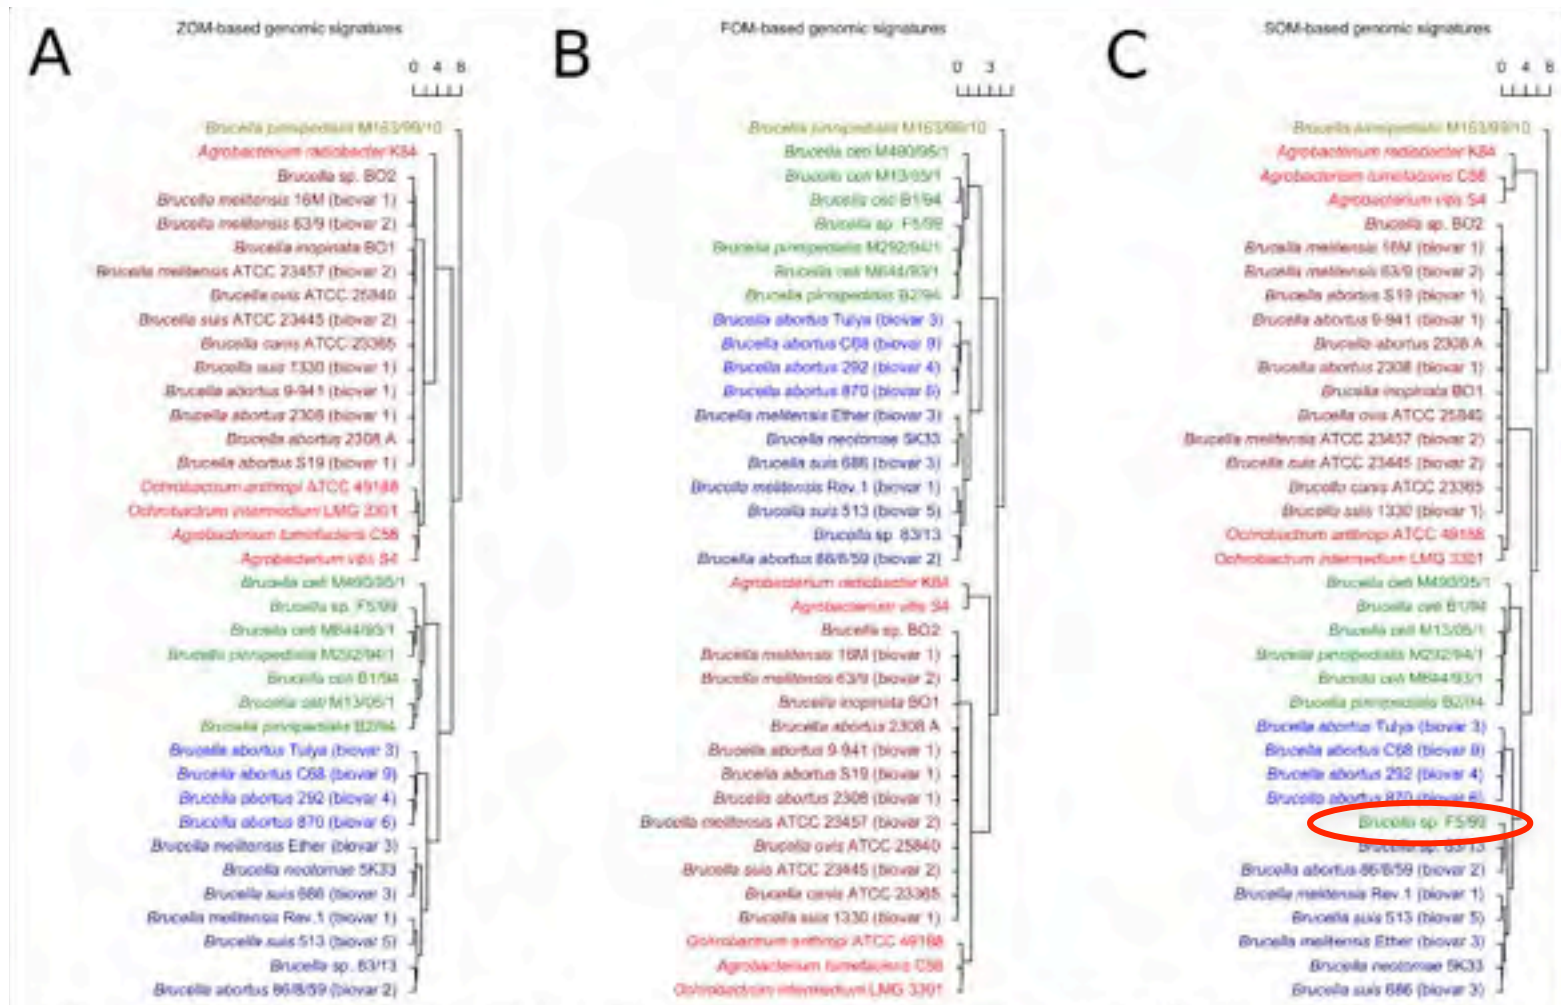 A
ZOM-based genomic signatures
0 4 8
Brucella pinnipedialis M163/99/10
Agrobacterium radiobacter K84
Brucella sp. BO2
Brucella melitensis 16M (biovar 1)
Brucella melitensis 63/9 (biovar 2)
Brucella inopinata BO1
Brucella melitensis ATCC 23457 (biovar 2)
Brucella ovis ATCC 25840
Brucella suis ATCC 23445 (biovar 2)
Brucella canis ATCC 23365
Brucella suis 1330 (biovar 1)
Brucella abortus 9-941 (biovar 1)
Brucella abortus 2308 (biovar 1)
Brucella abortus 2308 A
Brucella abortus S19 (biovar 1)
Ochrobactrum anthropi ATCC 49188
Ochrobactrum intermedium LMG 3301
Agrobacterium tumefaciens C58
Agrobacterium vitis S4
Brucella ceti M490/95/1
Brucella sp. F5/99
Brucella ceti M644/93/1
Brucella pinnipedialis M292/94/1
Brucella ceti B1/94
Brucella ceti M13/05/1
Brucella pinnipedialis B2/94
Brucella abortus Tulya (biovar 3)
Brucella abortus C68 (biovar 9)
Brucella abortus 292 (biovar 4)
Brucella abortus 870 (biovar 6)
Brucella melitensis Ether (biovar 3)
Brucella neotomae 5K33
Brucella suis 686 (biovar 3)
Brucella melitensis Rev.1 (biovar 1)
Brucella suis 513 (biovar 5)
Brucella sp. 83/13
Brucella abortus 86/8/59 (biovar 2)
B
FOM-based genomic signatures
0 3
Brucella pinnipedialis M163/99/10
Brucella ceti M490/95/1
Brucella ceti M13/05/1
Brucella ceti B1/94
Brucella sp. F5/99
Brucella pinnipedialis M292/94/1
Brucella ceti M644/93/1
Brucella pinnipedialis B2/94
Brucella abortus Tulya (biovar 3)
Brucella abortus C68 (biovar 9)
Brucella abortus 292 (biovar 4)
Brucella abortus 870 (biovar 6)
Brucella melitensis Ether (biovar 3)
Brucella neotomae 5K33
Brucella suis 686 (biovar 3)
Brucella melitensis Rev.1 (biovar 1)
Brucella suis 513 (biovar 5)
Brucella sp. 83/13
Brucella abortus 86/8/59 (biovar 2)
Agrobacterium radiobacter K84
Agrobacterium vitis S4
Brucella sp. BO2
Brucella melitensis 16M (biovar 1)
Brucella melitensis 63/9 (biovar 2)
Brucella inopinata BO1
Brucella abortus 2308 A
Brucella abortus 9-941 (biovar 1)
Brucella abortus S19 (biovar 1)
Brucella abortus 2308 (biovar 1)
Brucella melitensis ATCC 23457 (biovar 2)
Brucella ovis ATCC 25840
Brucella suis ATCC 23445 (biovar 2)
Brucella canis ATCC 23365
Brucella suis 1330 (biovar 1)
Ochrobactrum anthropi ATCC 49188
Agrobacterium tumefaciens C58
Ochrobactrum intermedium LMG 3301
C
SOM-based genomic signatures
0 4 8
Brucella pinnipedialis M163/99/10
Agrobacterium radiobacter K84
Agrobacterium tumefaciens C58
Agrobacterium vitis S4
Brucella sp. BO2
Brucella melitensis 16M (biovar 1)
Brucella melitensis 63/9 (biovar 2)
Brucella abortus S19 (biovar 1)
Brucella abortus 9-941 (biovar 1)
Brucella abortus 2308 A
Brucella abortus 2308 (biovar 1)
Brucella inopinata BO1
Brucella ovis ATCC 25840
Brucella melitensis ATCC 23457 (biovar 2)
Brucella suis ATCC 23445 (biovar 2)
Brucella canis ATCC 23365
Brucella suis 1330 (biovar 1)
Ochrobactrum anthropi ATCC 49188
Ochrobactrum intermedium LMG 3301
Brucella ceti M490/95/1
Brucella ceti B1/94
Brucella ceti M13/05/1
Brucella pinnipedialis M292/94/1
Brucella ceti M644/93/1
Brucella pinnipedialis B2/94
Brucella abortus Tulya (biovar 3)
Brucella abortus C68 (biovar 9)
Brucella abortus 292 (biovar 4)
Brucella abortus 870 (biovar 6)
Brucella sp. F5/99
Brucella sp. 83/13
Brucella abortus 86/8/59 (biovar 2)
Brucella melitensis Rev.1 (biovar 1)
Brucella suis 513 (biovar 5)
Brucella melitensis Ether (biovar 3)
Brucella neotomae 5K33
Brucella suis 686 (biovar 3)